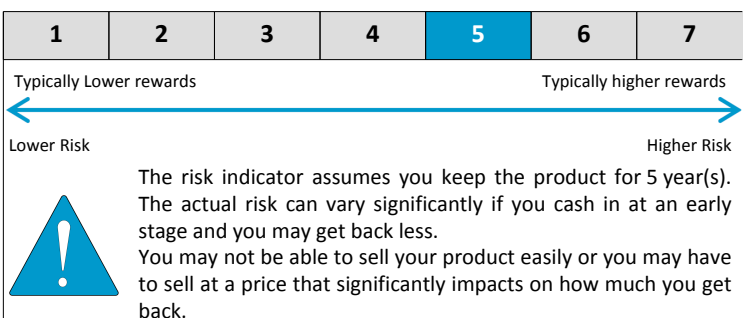 1 2 3 4 5 6 7
Typically Lower rewards Typically higher rewards
Lower Risk Higher Risk
The risk indicator assumes you keep the product for 5 year(s).
The actual risk can vary significantly if you cash in at an early
stage and you may get back less.
You may not be able to sell your product easily or you may have
to sell at a price that significantly impacts on how much you get
back.